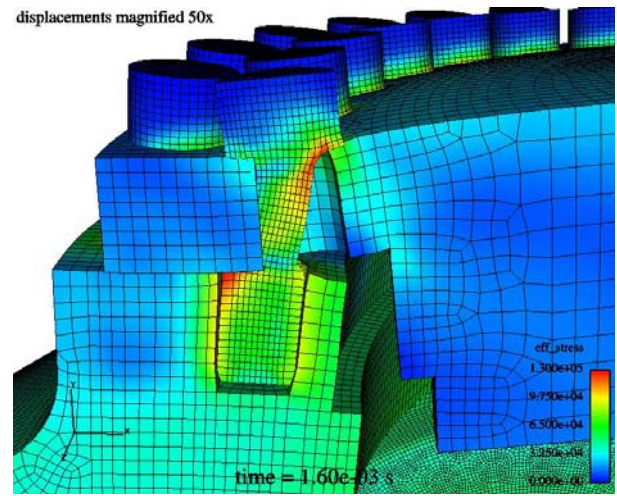 displacements magnified 50x
eff_stress
1.300e+05
9.750e+04
6.500e+04
3.250e+04
0.000e+00
Y
X
Z
time = 1.60e-03 s